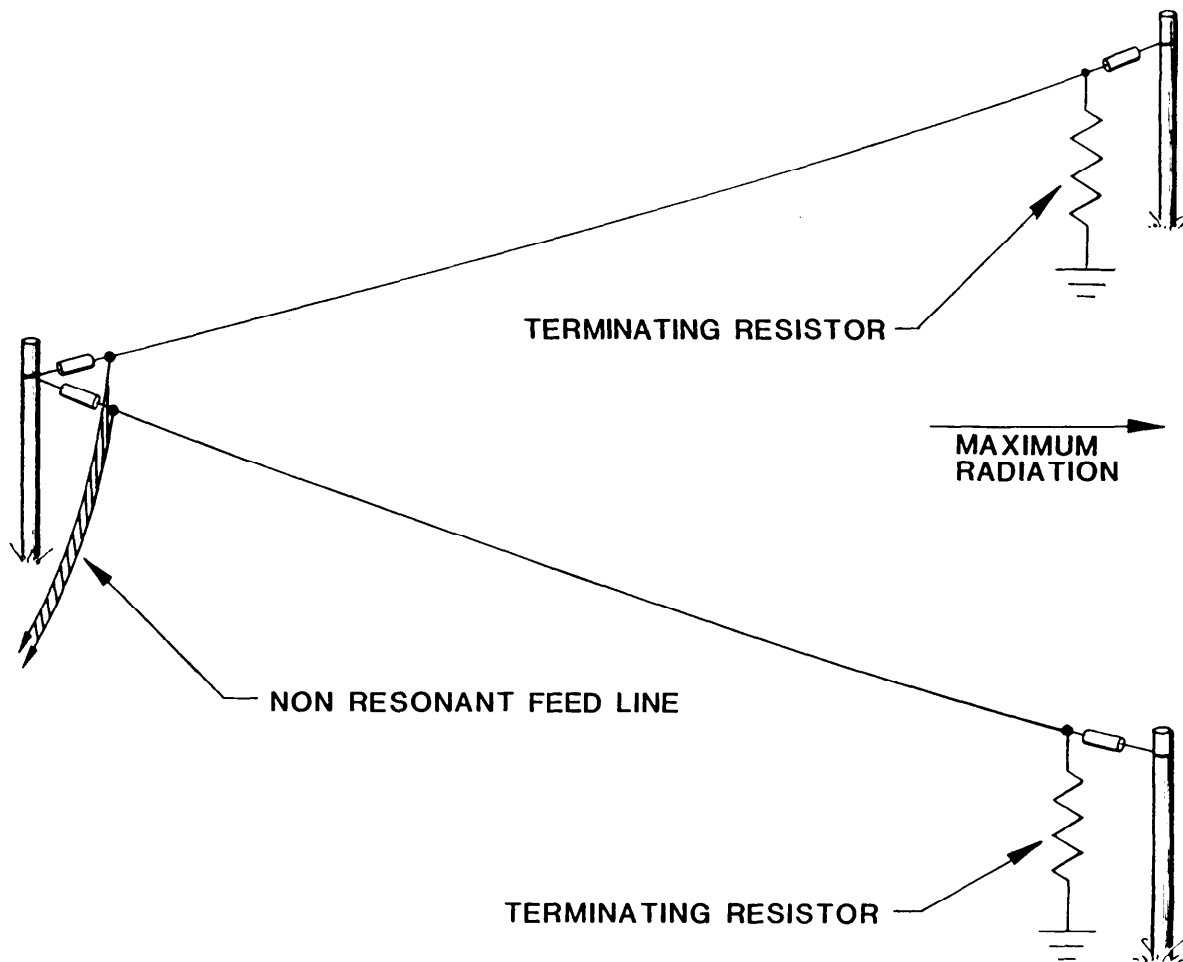 TERMINATING RESISTOR
MAXIMUM
RADIATION
NON RESONANT FEED LINE
TERMINATING RESISTOR